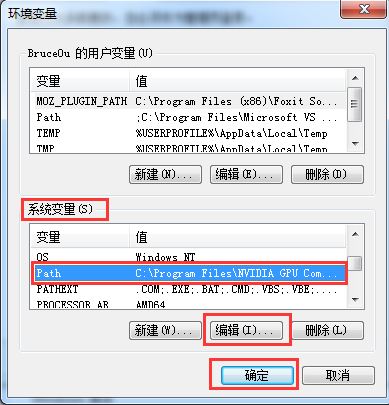 环境变量
BruceOu 的用户变量(U)
变量 值
MOZ_PLUGIN_PATH C:\Program Files (x86)\Foxit So...
Path ;C:\Program Files\Microsoft VS ...
TEMP %USERPROFILE%\AppData\Local\Temp
TMP %USERPROFILE%\AppData\Local\Temp
新建(N)... 编辑(E)... 删除(D)
系统变量(S)
变量 值
OS Windows NT
Path C:\Program Files\NVIDIA GPU Com...
PATHEXT .COM;.EXE;.BAT;.CMD;.VBS;.VBE;....
PROCESSOR_AR AMD64
新建(W)... 编辑(I)... 删除(L)
确定 取消